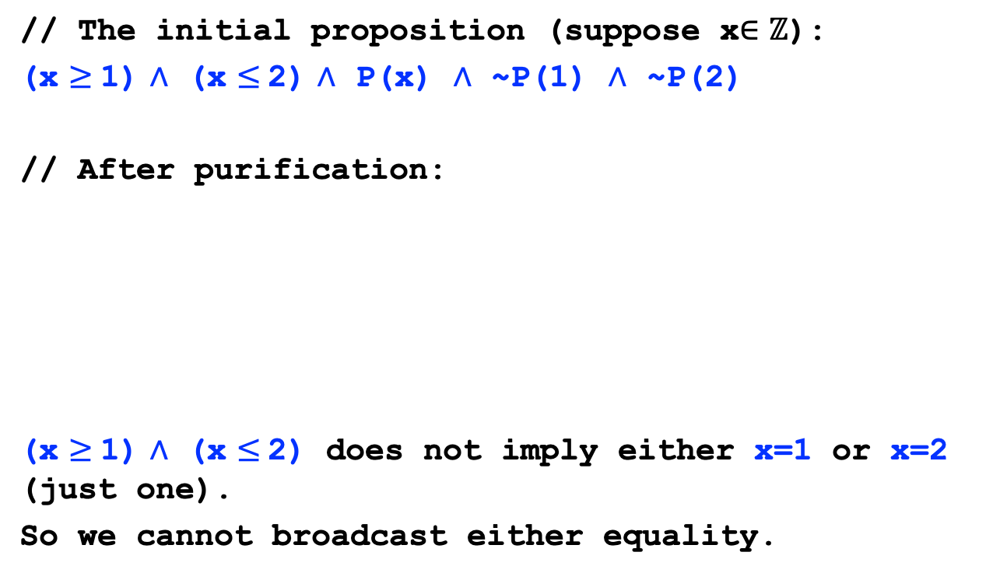 // The initial proposition (suppose x∈ ℤ):
(x ≥ 1) ∧ (x ≤ 2) ∧ P(x) ∧ ~P(1) ∧ ~P(2)
// After purification:
(x ≥ 1) ∧ (x ≤ 2) does not imply either x=1 or x=2
(just one).
So we cannot broadcast either equality.